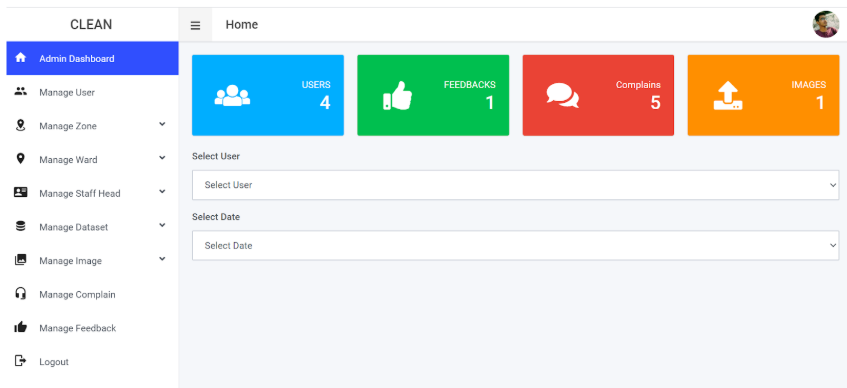 CLEAN
Home
Admin Dashboard
Manage User
Manage Zone
Manage Ward
Manage Staff Head
Manage Dataset
Manage Image
Manage Complain
Manage Feedback
Logout
USERS
4
FEEDBACKS
1
Complains
5
IMAGES
1
Select User
Select User
Select Date
Select Date